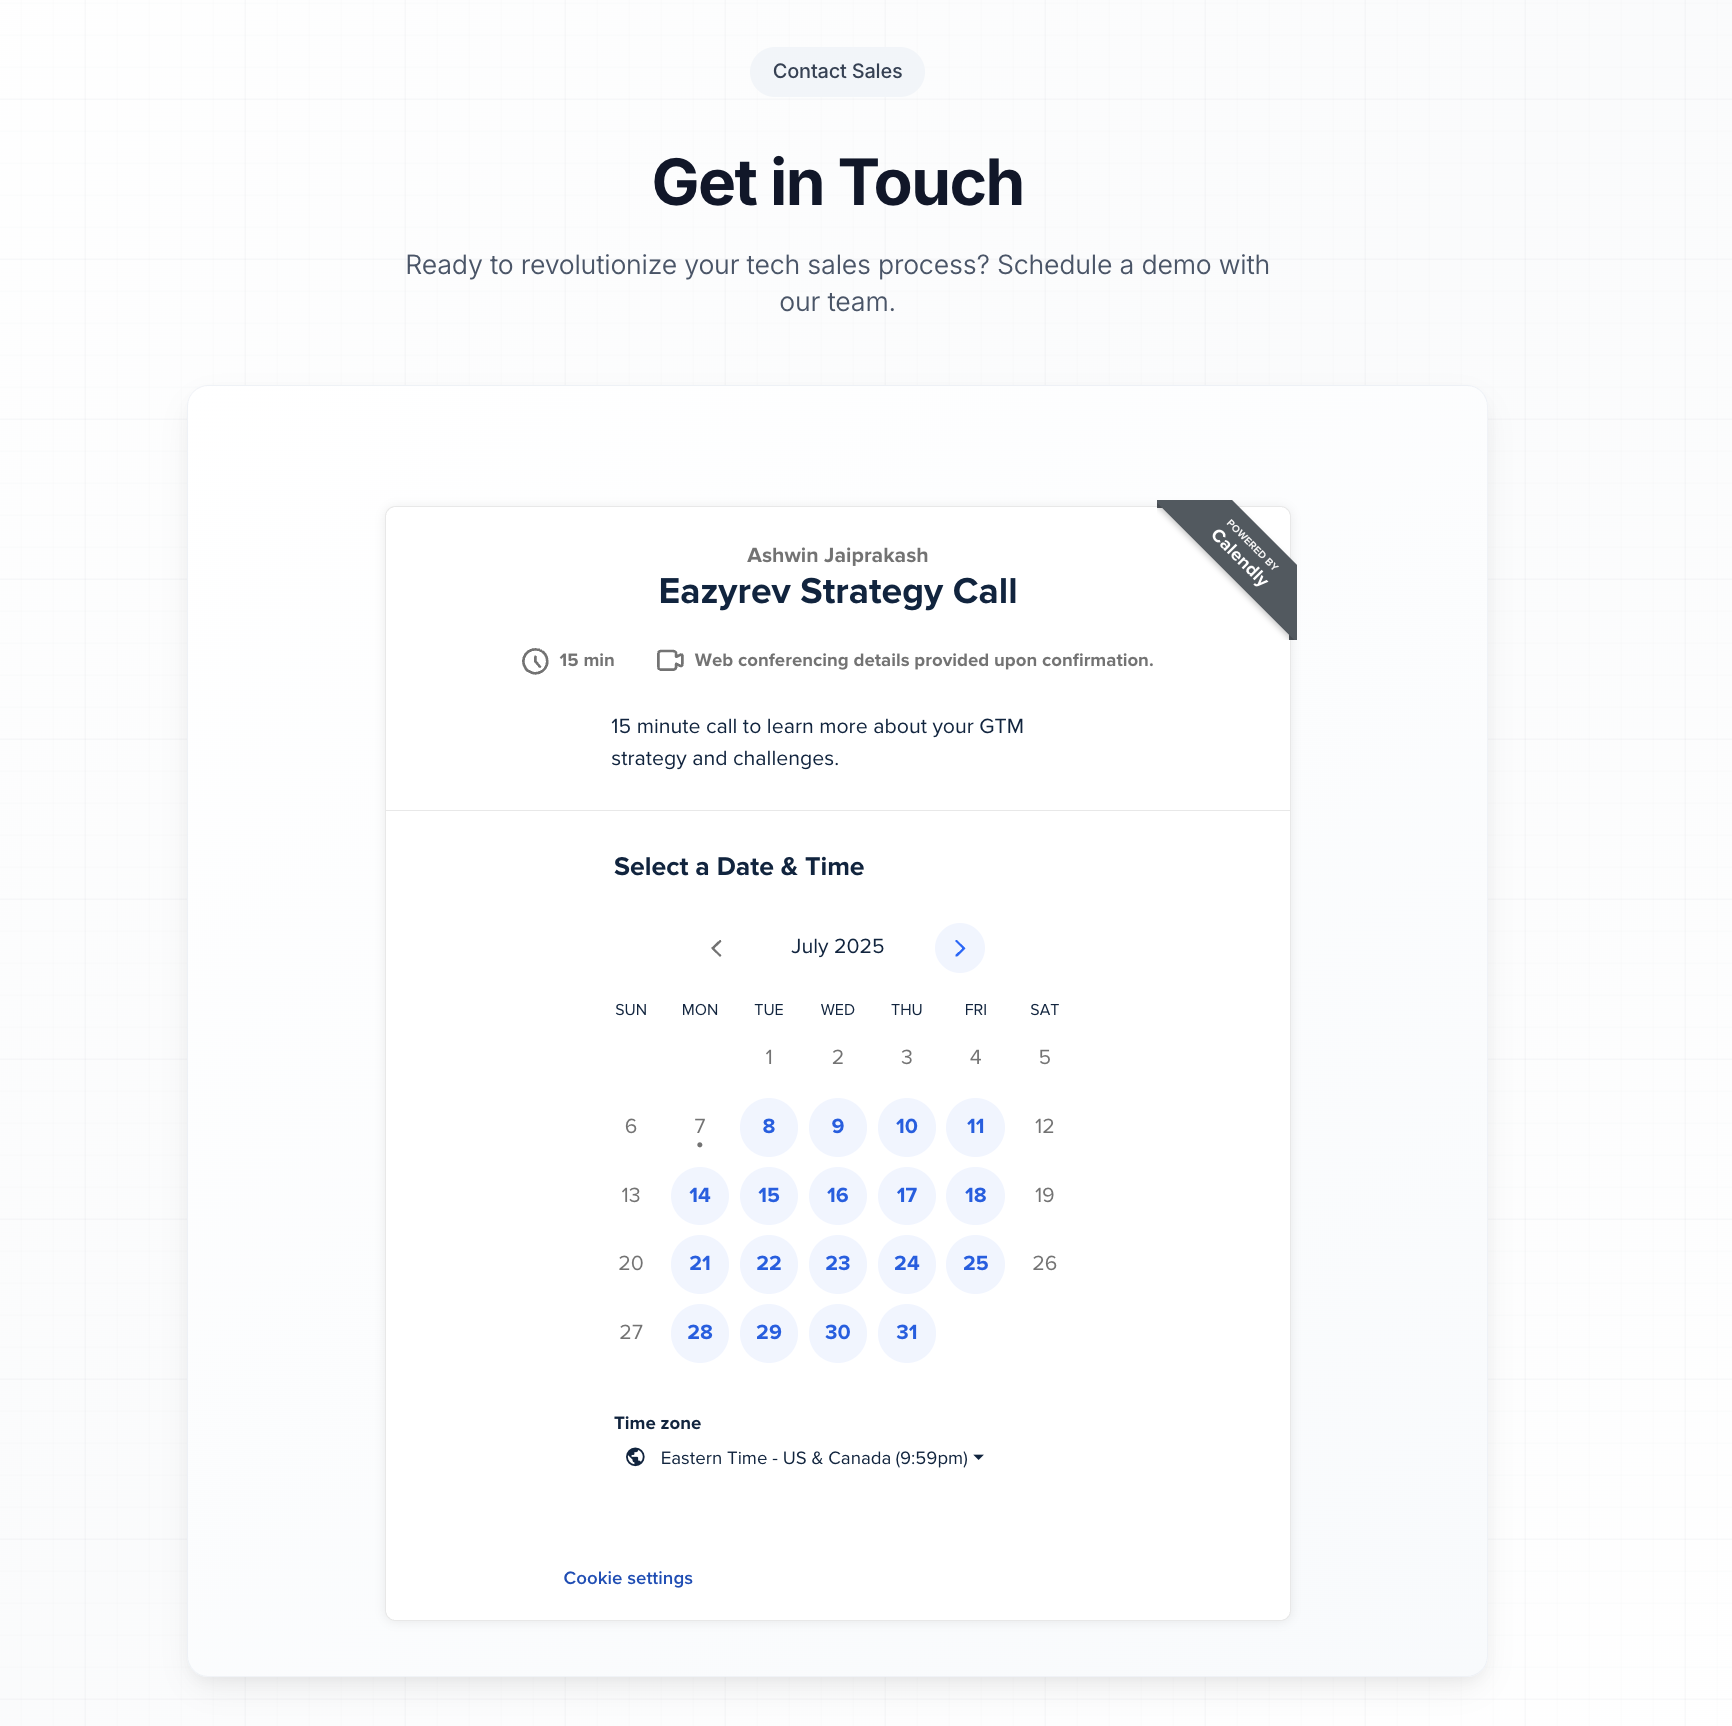 Contact Sales
Get in Touch
Ready to revolutionize your tech sales process? Schedule a demo with
our team.
POWERED BY
Calendly
Ashwin Jaiprakash
Eazyrev Strategy Call
15 min Web conferencing details provided upon confirmation.
15 minute call to learn more about your GTM
strategy and challenges.
Select a Date & Time
July 2025
SUN MON TUE WED THU FRI SAT
1 2 3 4 5
6 7 8 9 10 11 12
13 14 15 16 17 18 19
20 21 22 23 24 25 26
27 28 29 30 31
Time zone
Eastern Time - US & Canada (9:59pm)
Cookie settings